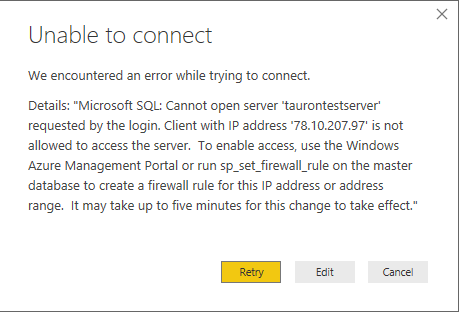 Unable to connect
We encountered an error while trying to connect.
Details: "Microsoft SQL: Cannot open server 'taurontestserver'
requested by the login. Client with IP address '78.10.207.97' is not
allowed to access the server.  To enable access, use the Windows
Azure Management Portal or run sp_set_firewall_rule on the master
database to create a firewall rule for this IP address or address
range.  It may take up to five minutes for this change to take effect."
Retry Edit Cancel